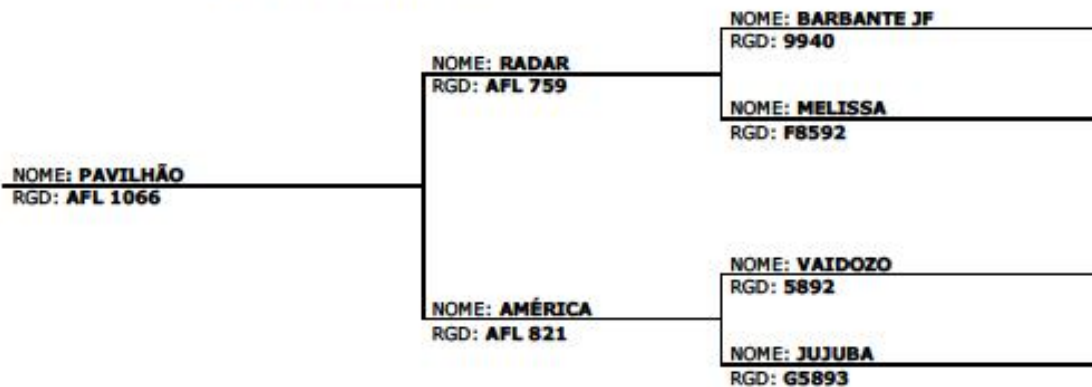 NOME: BARBANTE JF
RGD: 9940
NOME: RADAR
RGD: AFL 759
NOME: MELISSA
RGD: F8592
NOME: PAVILHÃO
RGD: AFL 1066
NOME: VAIDOZO
RGD: 5892
NOME: AMÉRICA
RGD: AFL 821
NOME: JUJUBA
RGD: G5893